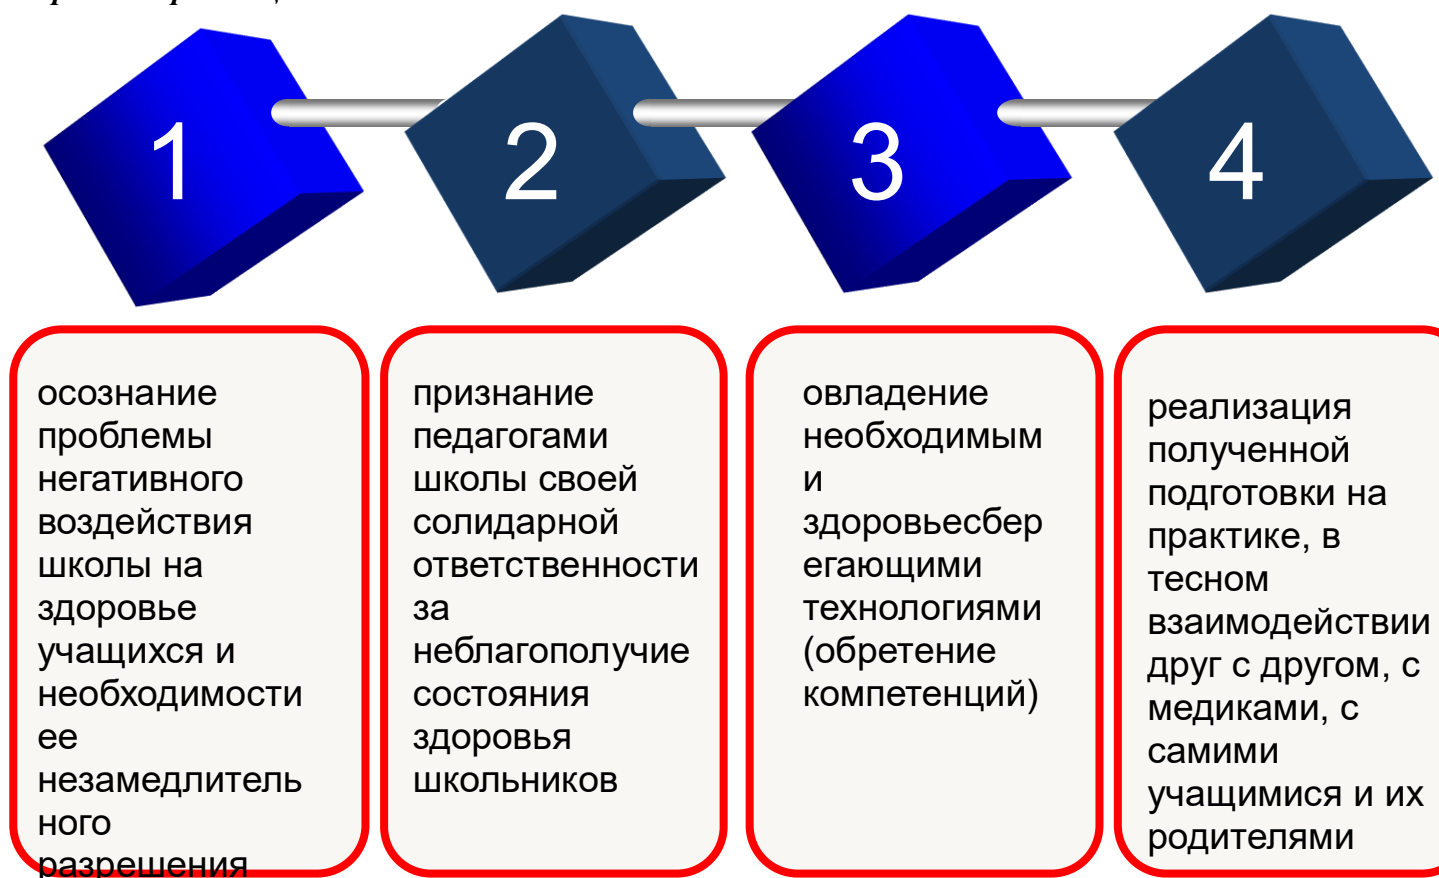 1
2
3
4
осознание
проблемы
негативного
воздействия
школы на
здоровье
учащихся и
необходимости
ее
незамедлитель
ного
разрешения
признание
педагогами
школы своей
солидарной
ответственности
за
неблагополучие
состояния
здоровья
школьников
овладение
необходимым
и
здоровьесбер
егающими
технологиями
(обретение
компетенций)
реализация
полученной
подготовки на
практике, в
тесном
взаимодействии
друг с другом, с
медиками, с
самими
учащимися и их
родителями